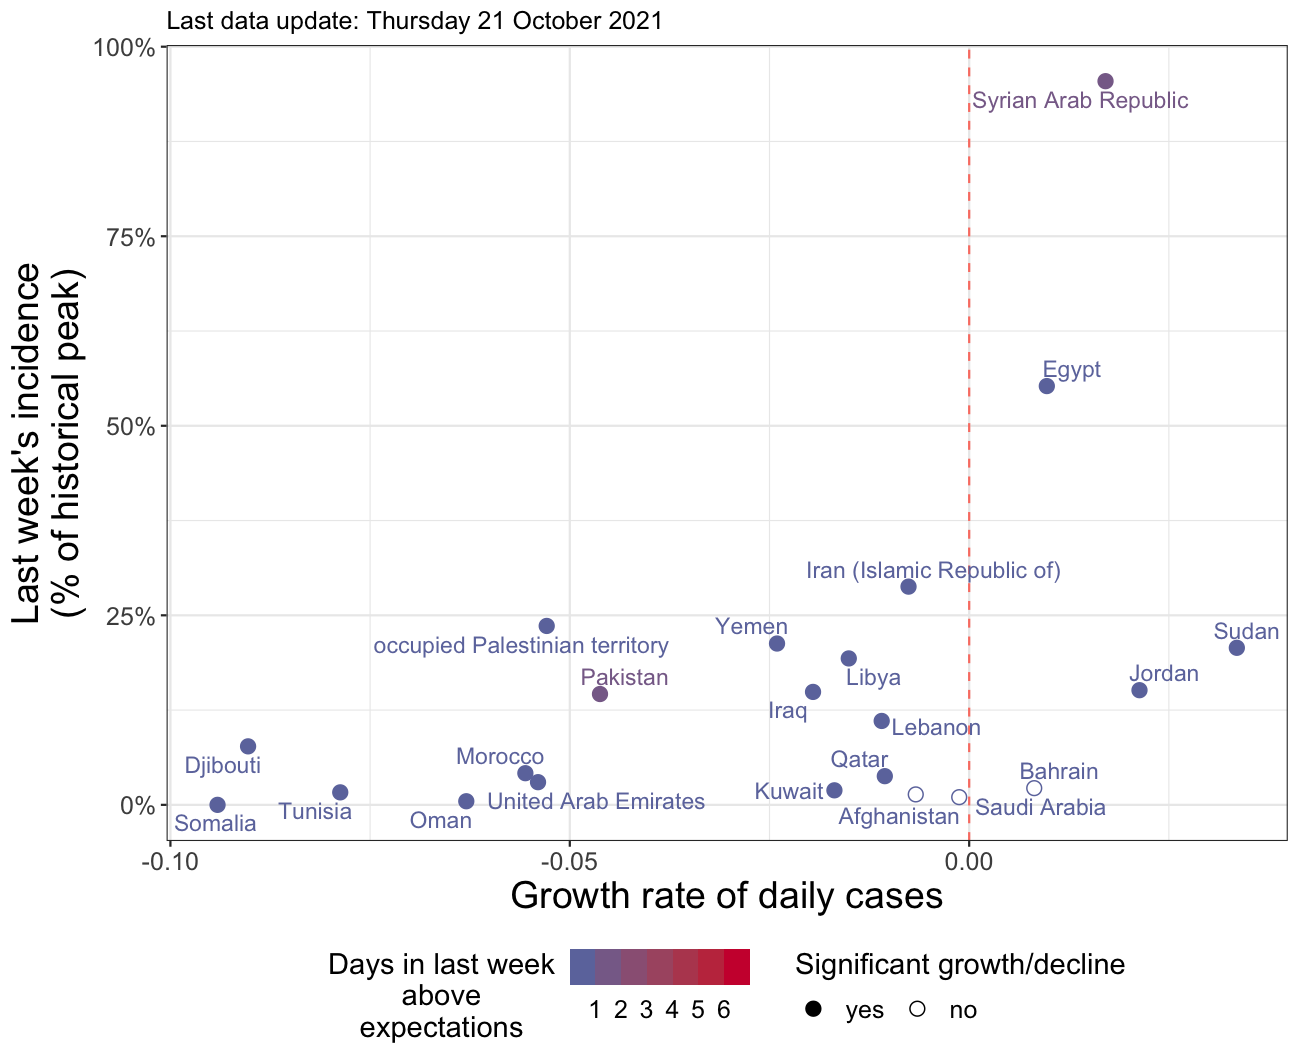 Last data update: Thursday 21 October 2021
100%
75%
50%
25%
0%
Last week's incidence
(% of historical peak)
Syrian Arab Republic
Egypt
Iran (Islamic Republic of)
Yemen
Sudan
occupied Palestinian territory
Pakistan
Libya
Jordan
Iraq
Lebanon
Morocco
Qatar
Djibouti
Bahrain
Kuwait
United Arab Emirates
Saudi Arabia
Tunisia
Afghanistan
Oman
Somalia
-0.10
-0.05
0.00
Growth rate of daily cases
Days in last week
above
expectations
1 2 3 4 5 6
Significant growth/decline
yes
no